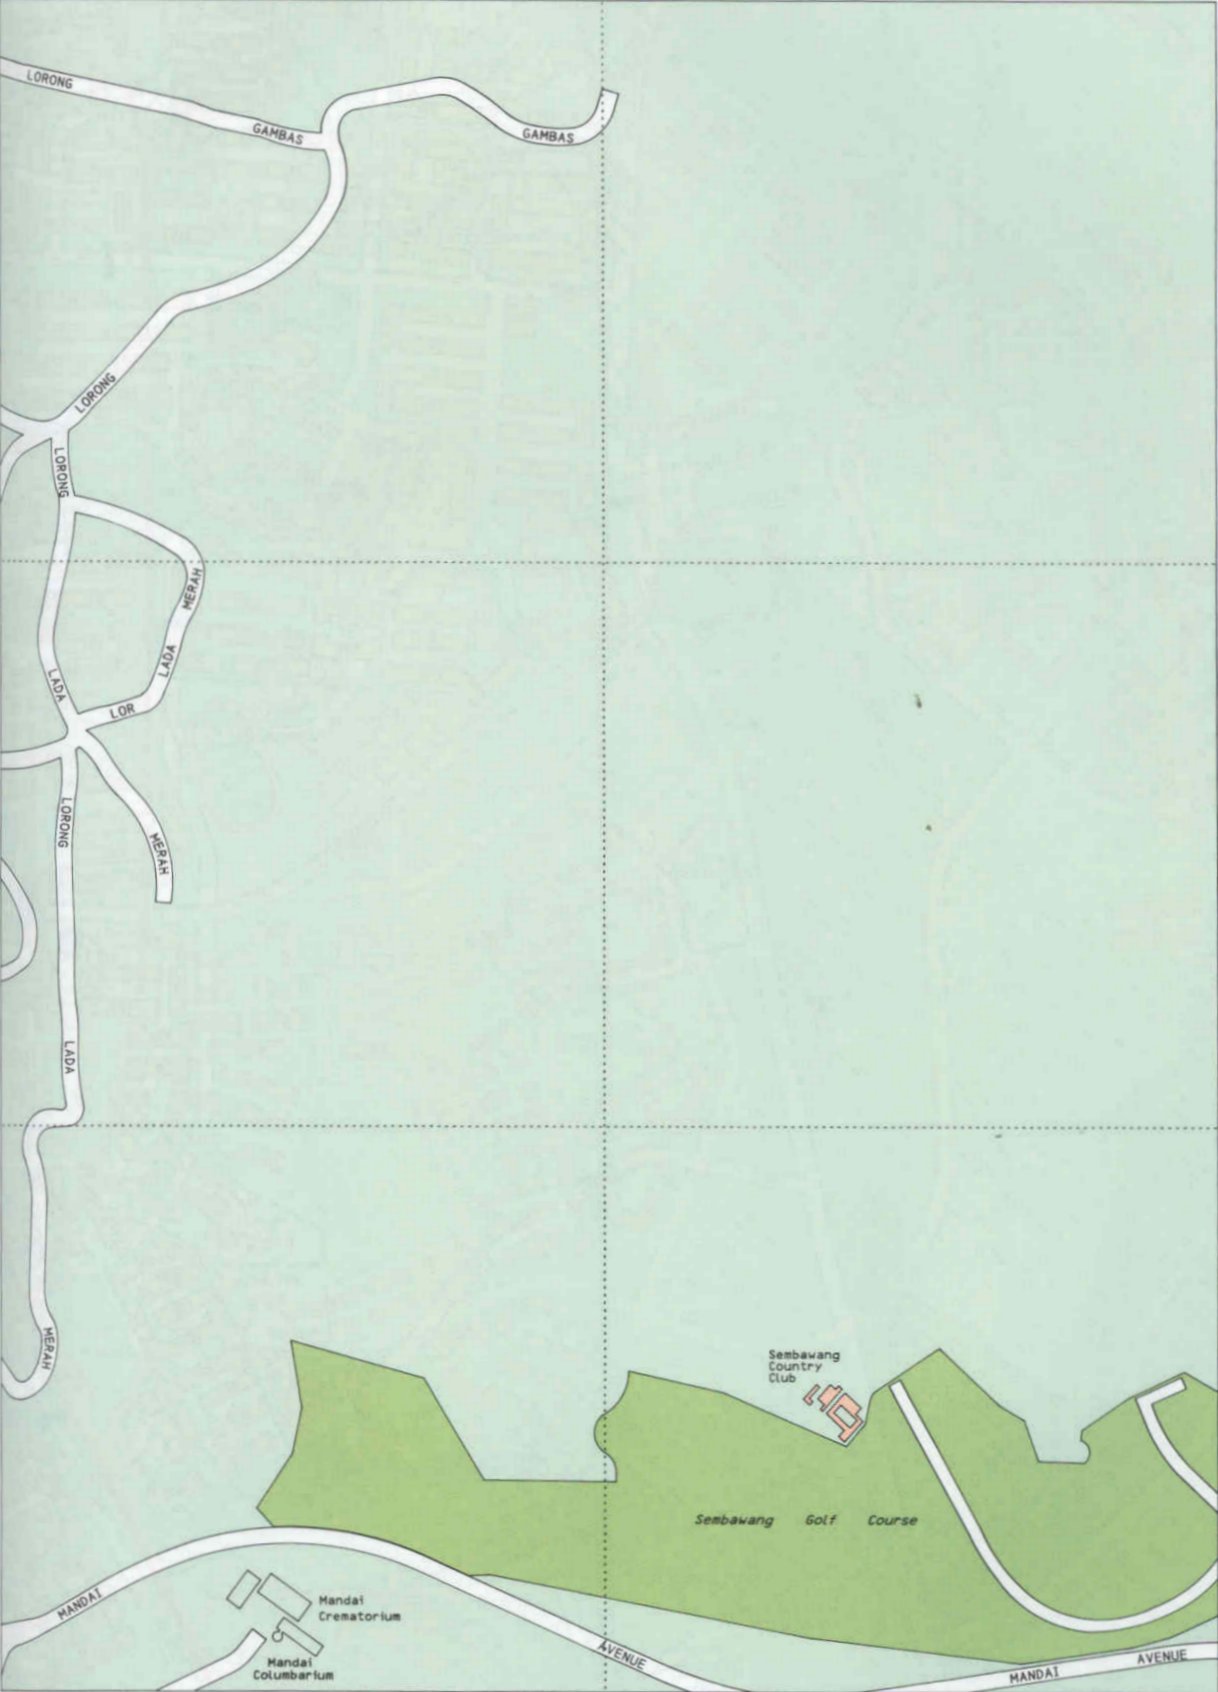 LORONG
GAMBAS
GAMBAS
LORONG
LORONG
MERAH
LADA
LADA
LOR
LORONG
MERAH
LADA
MERAH
Sembawang
Country
Club
Sembawang Golf Course
MANDAI
Mandai
Crematorium
Mandai
Columbarium
AVENUE
MANDAI
AVENUE